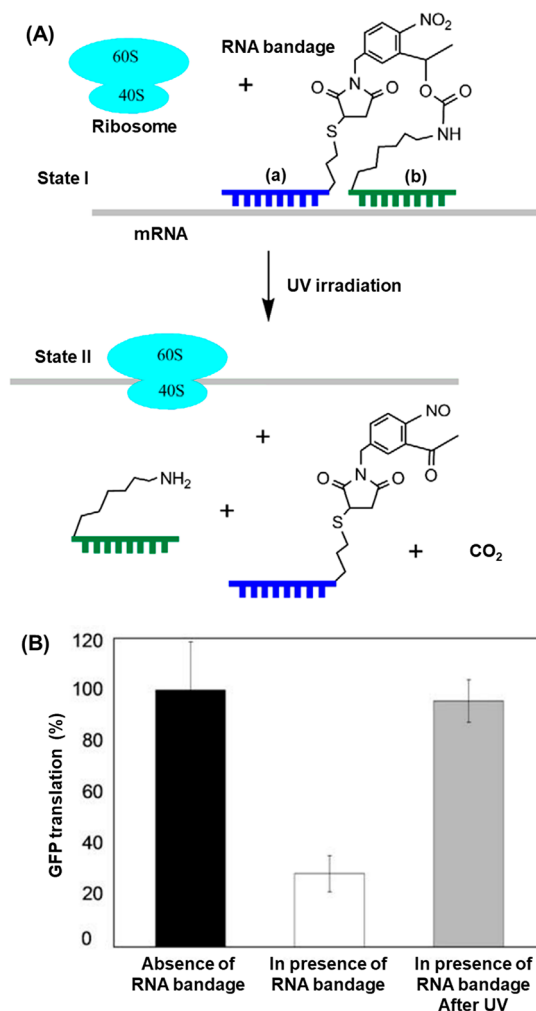 (A)
60S
40S
Ribosome
+
RNA bandage
NO2
N
O
O
S
O
O
NH
State I
(a)
(b)
mRNA
UV irradiation
State II
60S
40S
+
NH2
+
NO
O
N
O
O
S
+
CO2
(B)
GFP translation (%)
120
100
80
60
40
20
0
Absence of
RNA bandage
In presence of
RNA bandage
In presence of
RNA bandage
After UV